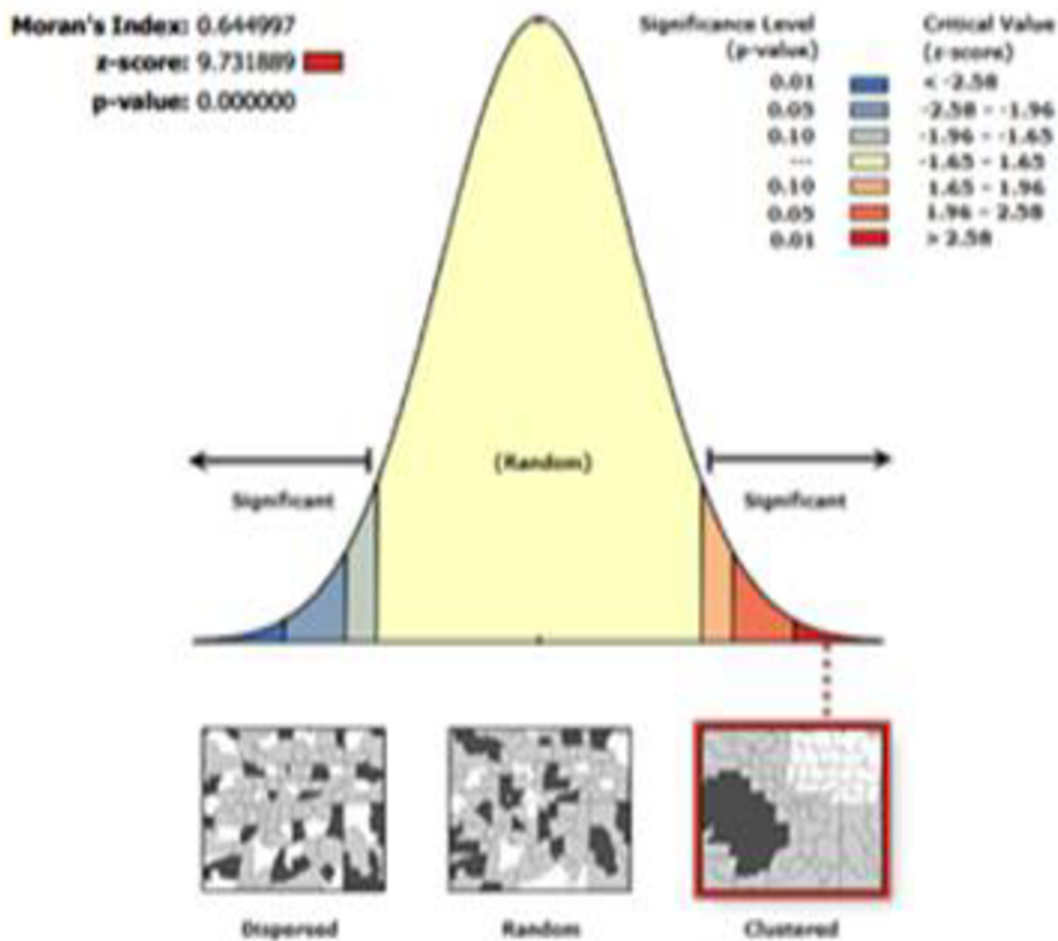 Moran's Index: 0.644997
z-score: 9.731889
p-value: 0.000000
Significance Level
(p-value)
Critical Value
(z-score)
0.01 < -2.58
0.05 -2.58 - -1.96
0.10 -1.96 - -1.65
--- -1.65 - 1.65
0.10 1.65 - 1.96
0.05 1.96 - 2.58
0.01 > 2.58
(Random)
Significant
Significant
Dispersed
Random
Clustered